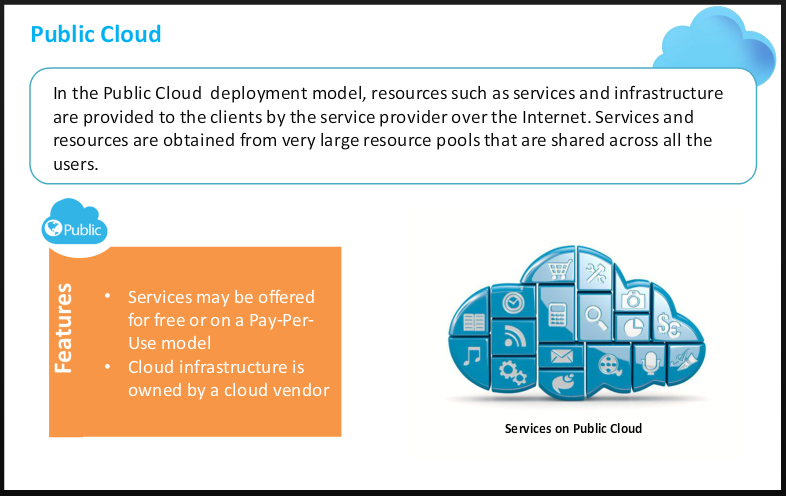 Public Cloud
In the Public Cloud deployment model, resources such as services and infrastructure
are provided to the clients by the service provider over the Internet. Services and
resources are obtained from very large resource pools that are shared across all the
users.
Public
Features
• Services may be offered
for free or on a Pay-Per-
Use model
• Cloud infrastructure is
owned by a cloud vendor
$€
Services on Public Cloud